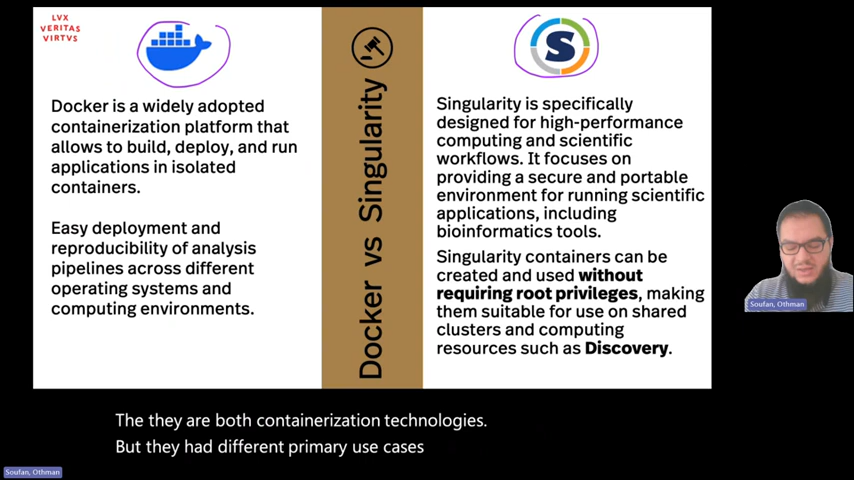 LVX
VERITAS
VIRTVS
Docker is a widely adopted
containerization platform that
allows to build, deploy, and run
applications in isolated
containers.
Easy deployment and
reproducibility of analysis
pipelines across different
operating systems and
computing environments.
Docker vs Singularity
S
Singularity is specifically
designed for high-performance
computing and scientific
workflows. It focuses on
providing a secure and portable
environment for running scientific
applications, including
bioinformatics tools.
Singularity containers can be
created and used without
requiring root privileges, making
them suitable for use on shared
clusters and computing
resources such as Discovery.
Soufan, Othman
The they are both containerization technologies.
But they had different primary use cases
Soufan, Othman